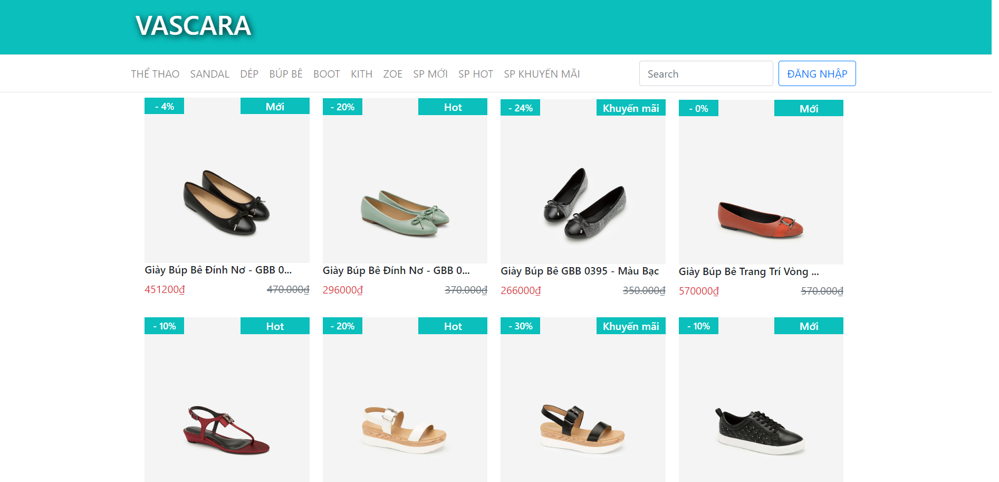 VASCARA
THỂ THAO SANDAL DÉP BÚP BÊ BOOT KITH ZOE SP MỚI SP HOT SP KHUYẾN MÃI Search ĐĂNG NHẬP
- 4% Mới - 20% Hot - 24% Khuyến mãi - 0% Mới
Giày Búp Bê Đính Nơ - GBB 0... Giày Búp Bê Đính Nơ - GBB 0... Giày Búp Bê GBB 0395 - Màu Bạc Giày Búp Bê Trang Trí Vòng ...
451200₫ 470.000₫ 296000₫ 370.000₫ 266000₫ 350.000₫ 570000₫ 570.000₫
- 10% Hot - 20% Hot - 30% Khuyến mãi - 10% Mới